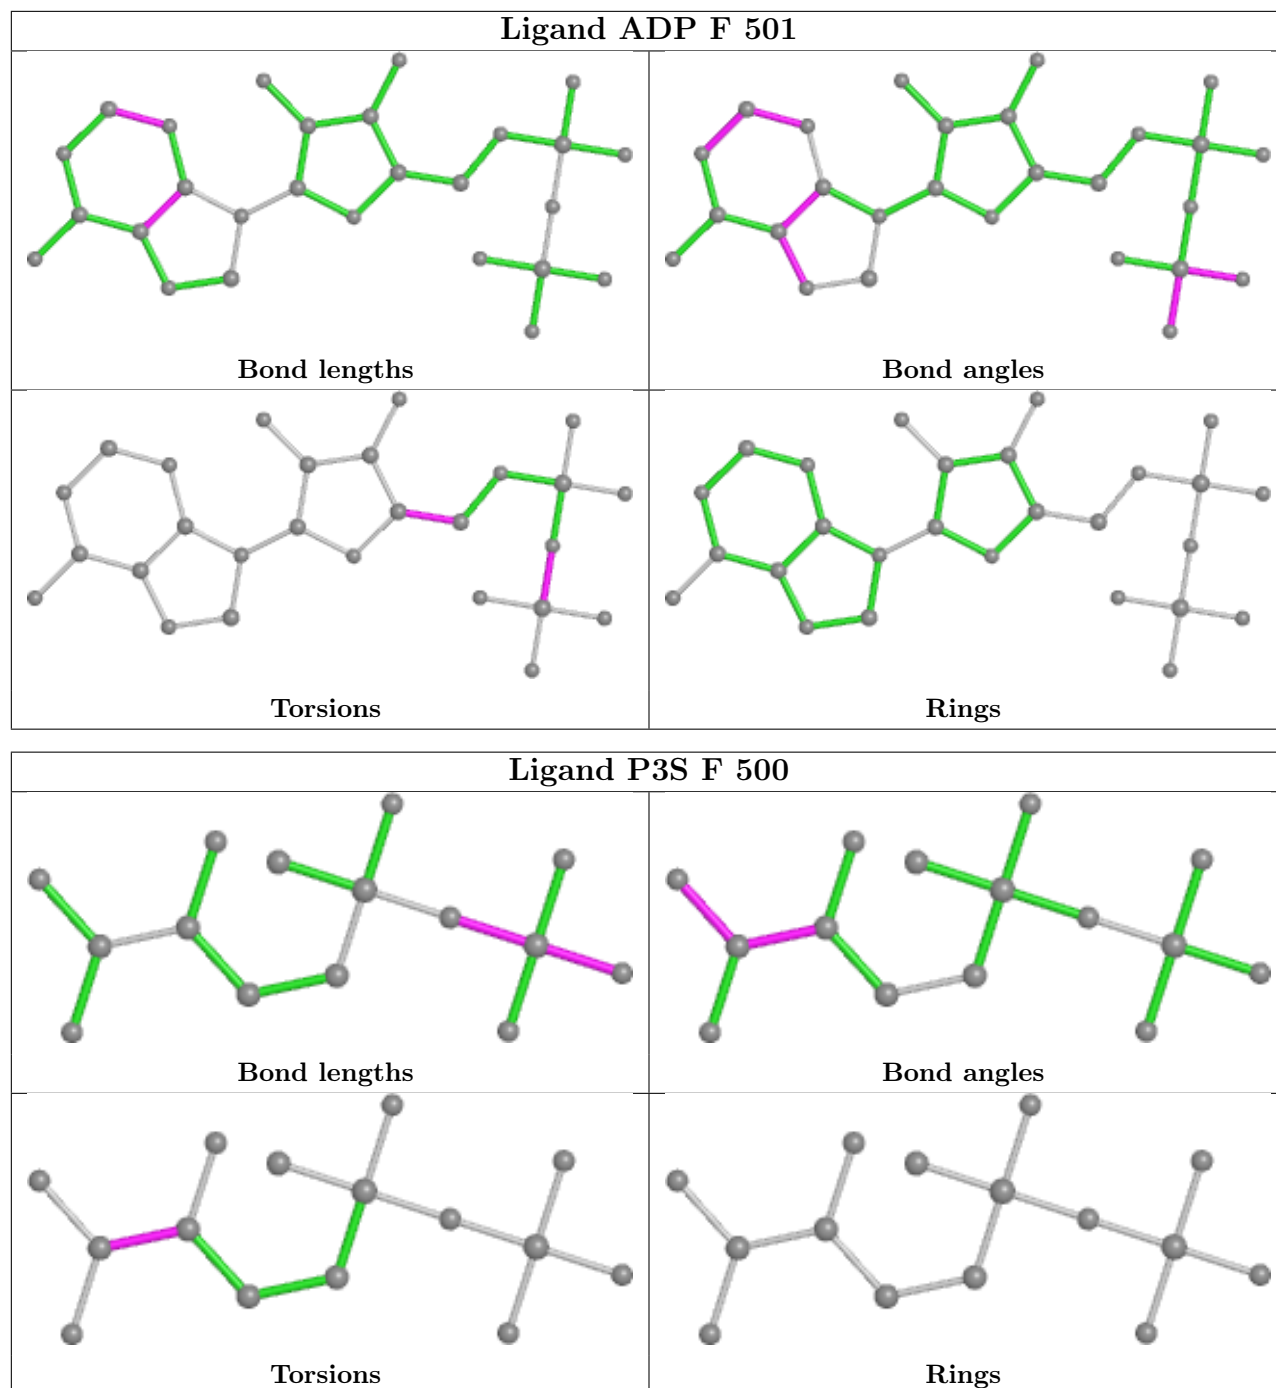 Ligand ADP F 501
Bond lengths
Bond angles
Torsions
Rings
Ligand P3S F 500
Bond lengths
Bond angles
Torsions
Rings